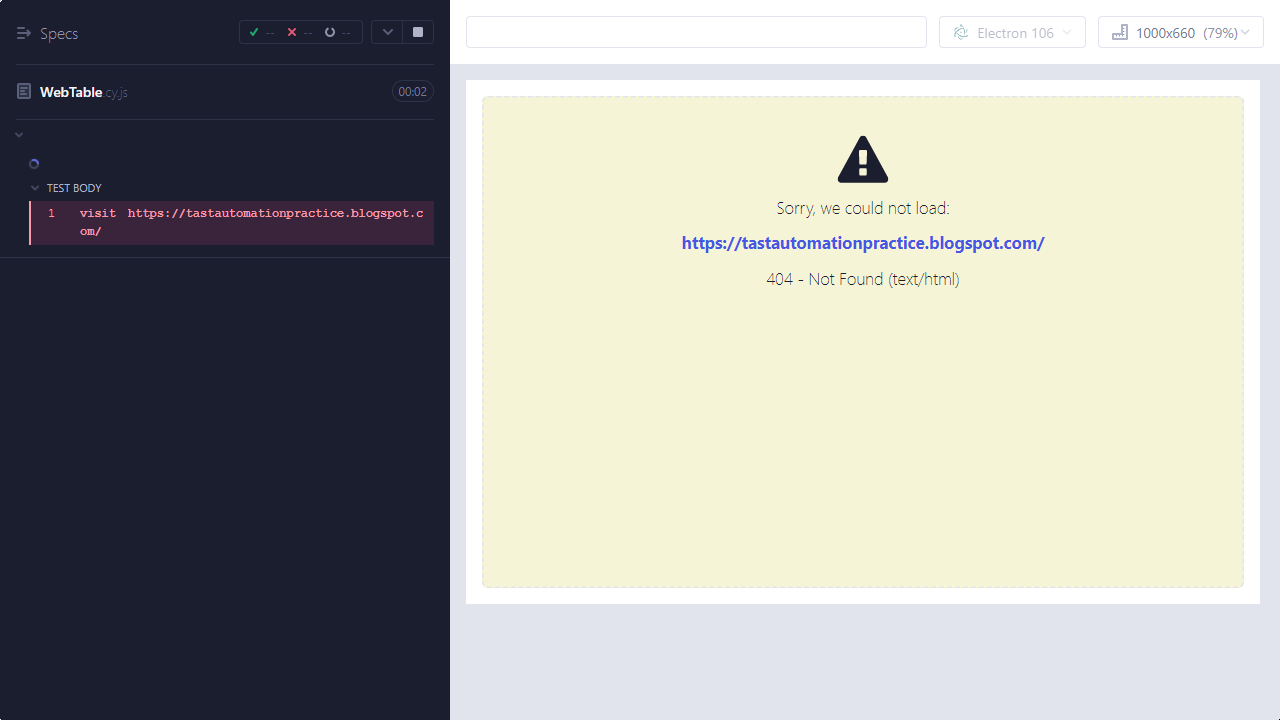 Specs
-- -- --
WebTable.cy.js
00:02
TEST BODY
1 visit https://tastautomationpractice.blogspot.c
om/
Electron 106
1000x660 (79%)
Sorry, we could not load:
https://tastautomationpractice.blogspot.com/
404 - Not Found (text/html)